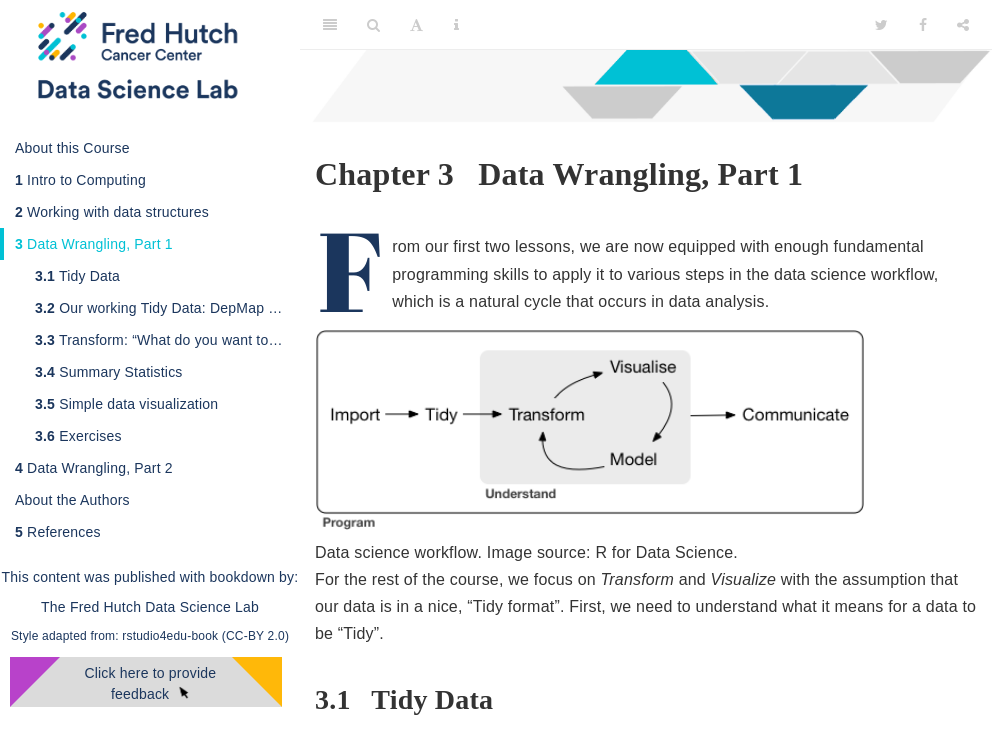 Fred Hutch
Cancer Center
Data Science Lab
About this Course
1 Intro to Computing
2 Working with data structures
3 Data Wrangling, Part 1
3.1 Tidy Data
3.2 Our working Tidy Data: DepMap …
3.3 Transform: “What do you want to…
3.4 Summary Statistics
3.5 Simple data visualization
3.6 Exercises
4 Data Wrangling, Part 2
About the Authors
5 References
This content was published with bookdown by:
The Fred Hutch Data Science Lab
Style adapted from: rstudio4edu-book (CC-BY 2.0)
Click here to provide
feedback
Chapter 3 Data Wrangling, Part 1
From our first two lessons, we are now equipped with enough fundamental
programming skills to apply it to various steps in the data science workflow,
which is a natural cycle that occurs in data analysis.
Import Tidy Transform Visualise Model Communicate
Understand
Program
Data science workflow. Image source: R for Data Science.
For the rest of the course, we focus on Transform and Visualize with the assumption that
our data is in a nice, “Tidy format”. First, we need to understand what it means for a data to
be “Tidy”.
3.1 Tidy Data